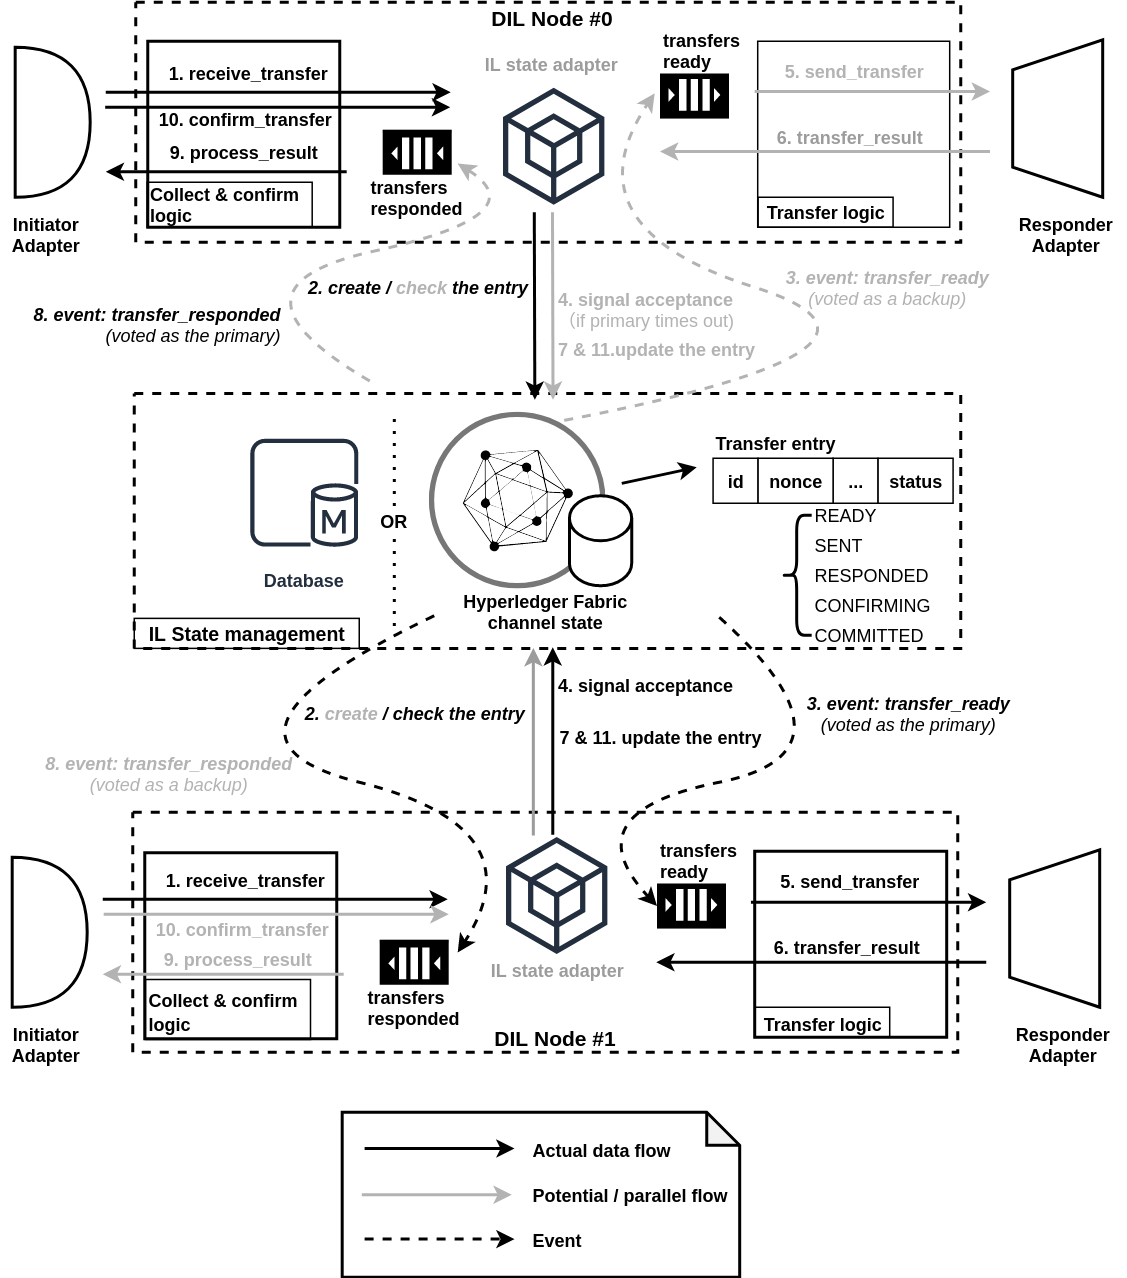 DIL Node #0
transfers
ready
IL state adapter
1. receive_transfer
5. send_transfer
10. confirm_transfer
6. transfer_result
9. process_result
transfers
responded
Collect & confirm
logic
Transfer logic
Initiator
Adapter
Responder
Adapter
2. create / check the entry
3. event: transfer_ready
(voted as a backup)
4. signal acceptance
(if primary times out)
8. event: transfer_responded
(voted as the primary)
7 & 11.update the entry
Transfer entry
id nonce ... status
READY
OR
SENT
Database
RESPONDED
Hyperledger Fabric
channel state
CONFIRMING
IL State management
COMMITTED
4. signal acceptance
2. create / check the entry
3. event: transfer_ready
(voted as the primary)
7 & 11. update the entry
8. event: transfer_responded
(voted as a backup)
transfers
ready
1. receive_transfer
5. send_transfer
10. confirm_transfer
6. transfer_result
9. process_result
IL state adapter
transfers
responded
Collect & confirm
logic
Transfer logic
DIL Node #1
Initiator
Adapter
Responder
Adapter
Actual data flow
Potential / parallel flow
Event